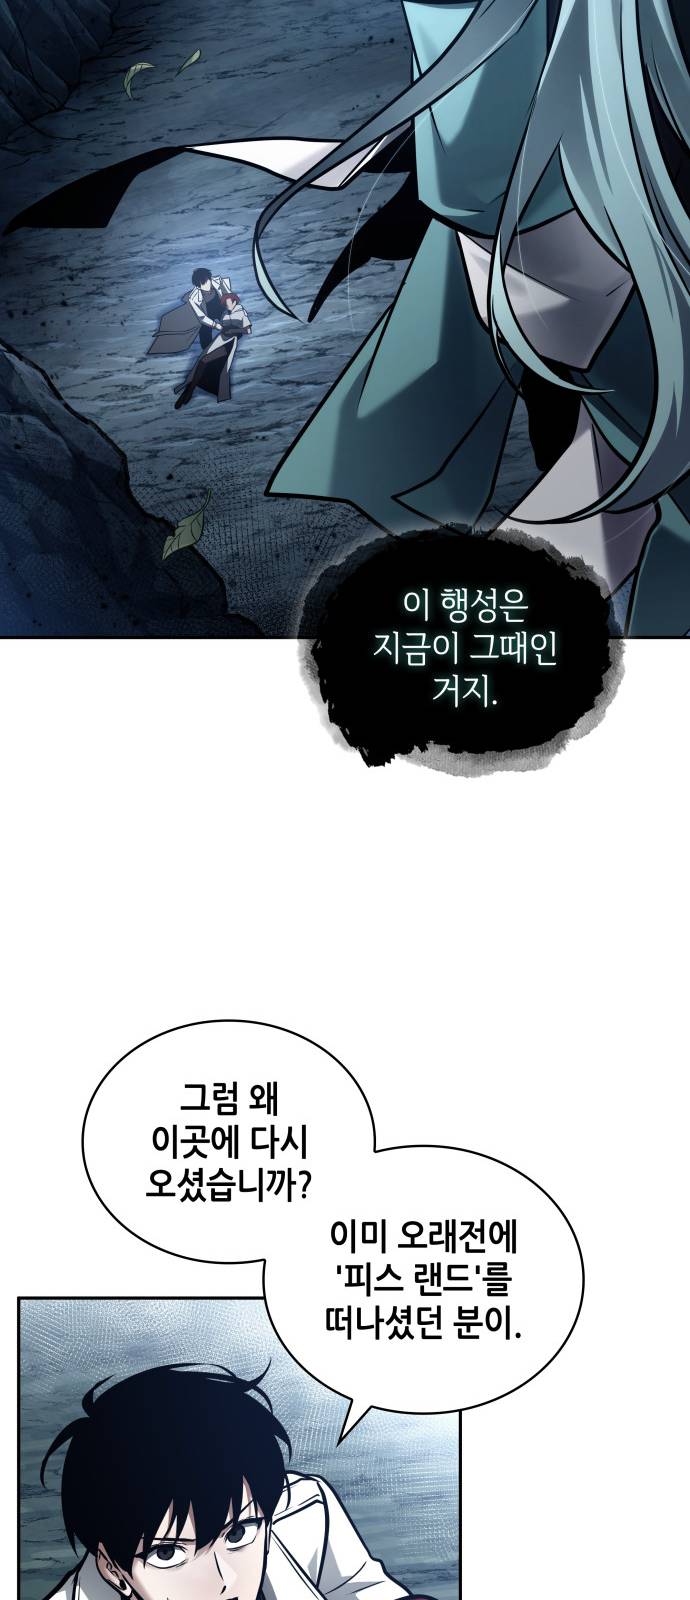 이 행성은
지금이 그때인
거지.
그럼 왜
이곳에 다시
오셨습니까?
이미 오래전에
'피스 랜드'를
떠나셨던 분이.